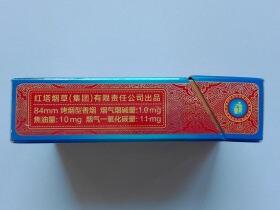 红塔烟草(集团)有限责任公司出品
84mm 烤烟型香烟 烟气烟碱量:1.0mg
焦油量:10mg 烟气一氧化碳量:11mg